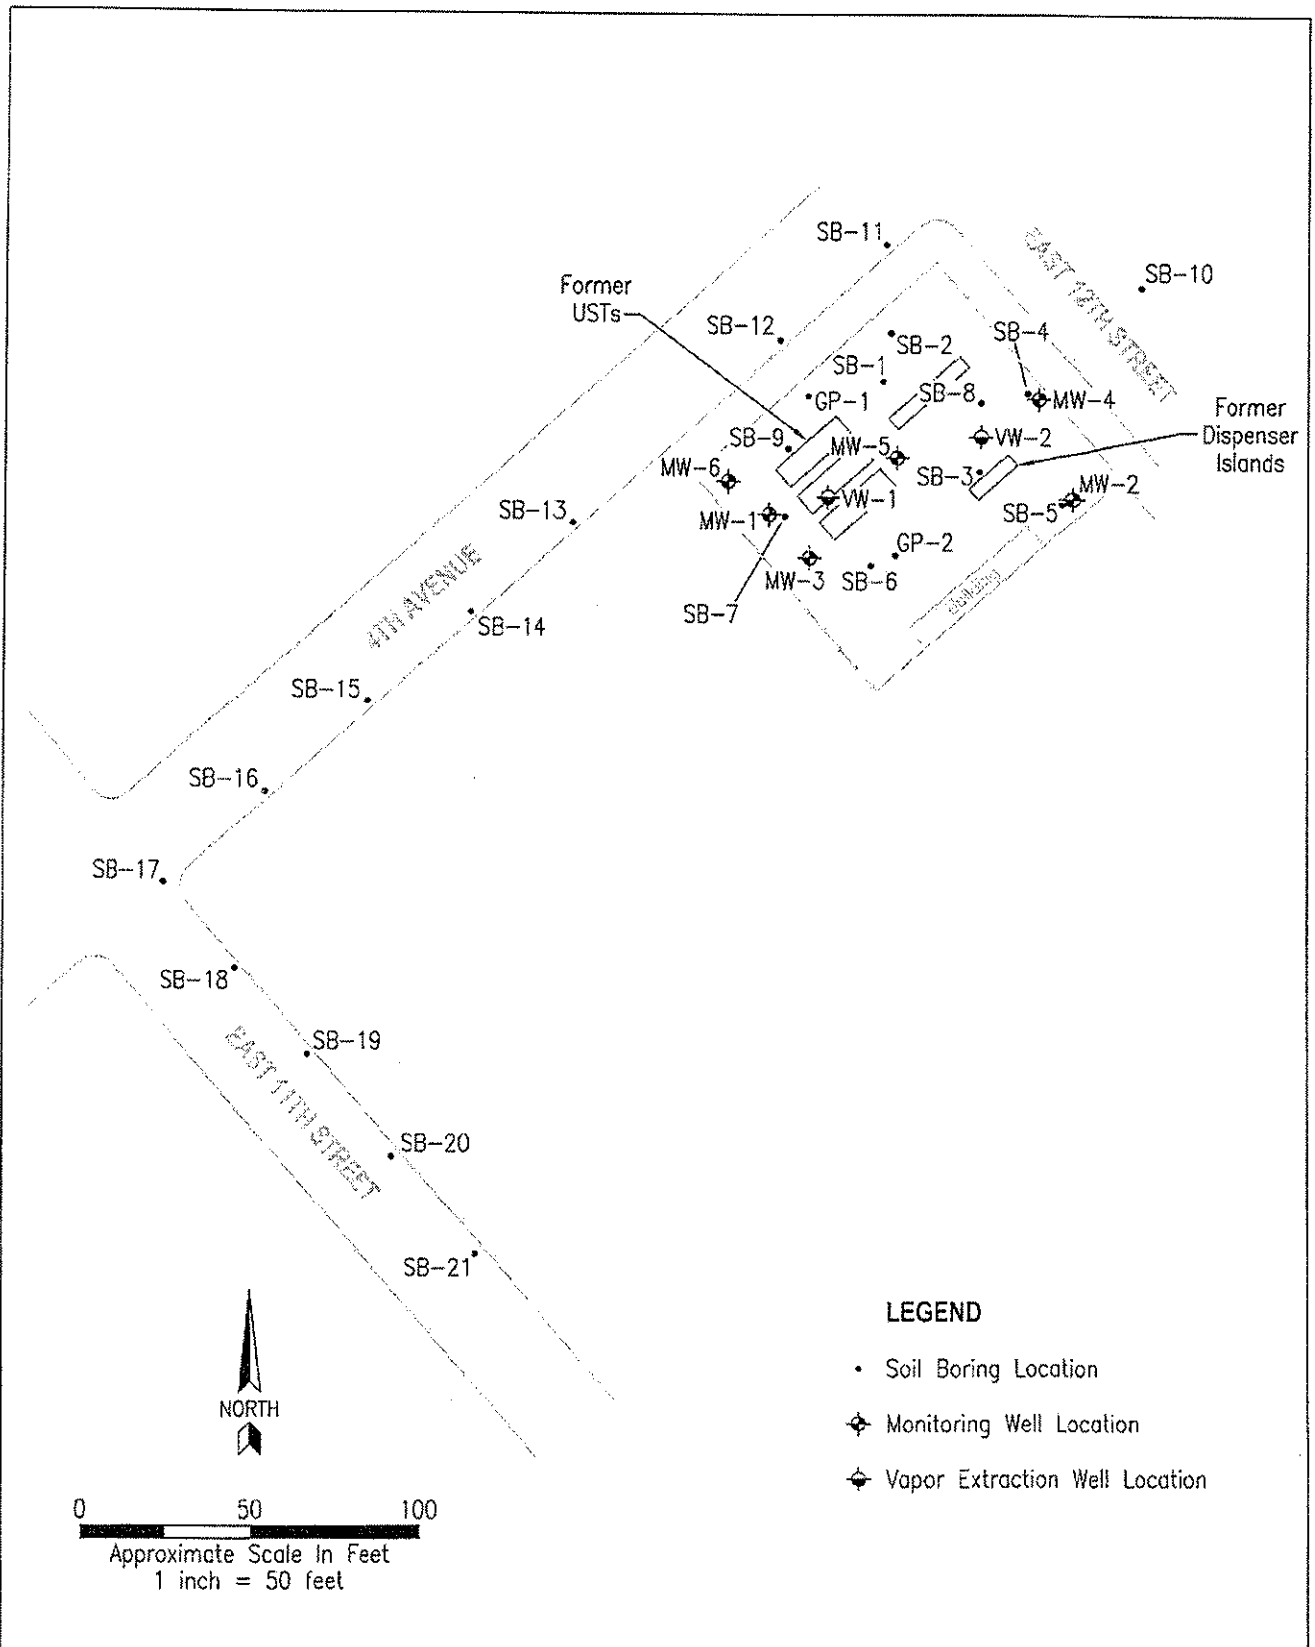 SB-11
EAST 12TH STREET
SB-10
Former
USTs
SB-12
SB-2
SB-4
SB-1
GP-1
SB-8
MW-4
Former
Dispenser
Islands
SB-9
MW-5
VW-2
MW-6
SB-3
MW-2
SB-13
MW-1
VW-1
SB-5
GP-2
MW-3
SB-6
Building
SB-7
4TH AVENUE
SB-14
SB-15
SB-16
SB-17
SB-18
SB-19
EAST 11TH STREET
SB-20
SB-21
NORTH
0 50 100
Approximate Scale In Feet
1 inch = 50 feet
LEGEND
Soil Boring Location
Monitoring Well Location
Vapor Extraction Well Location